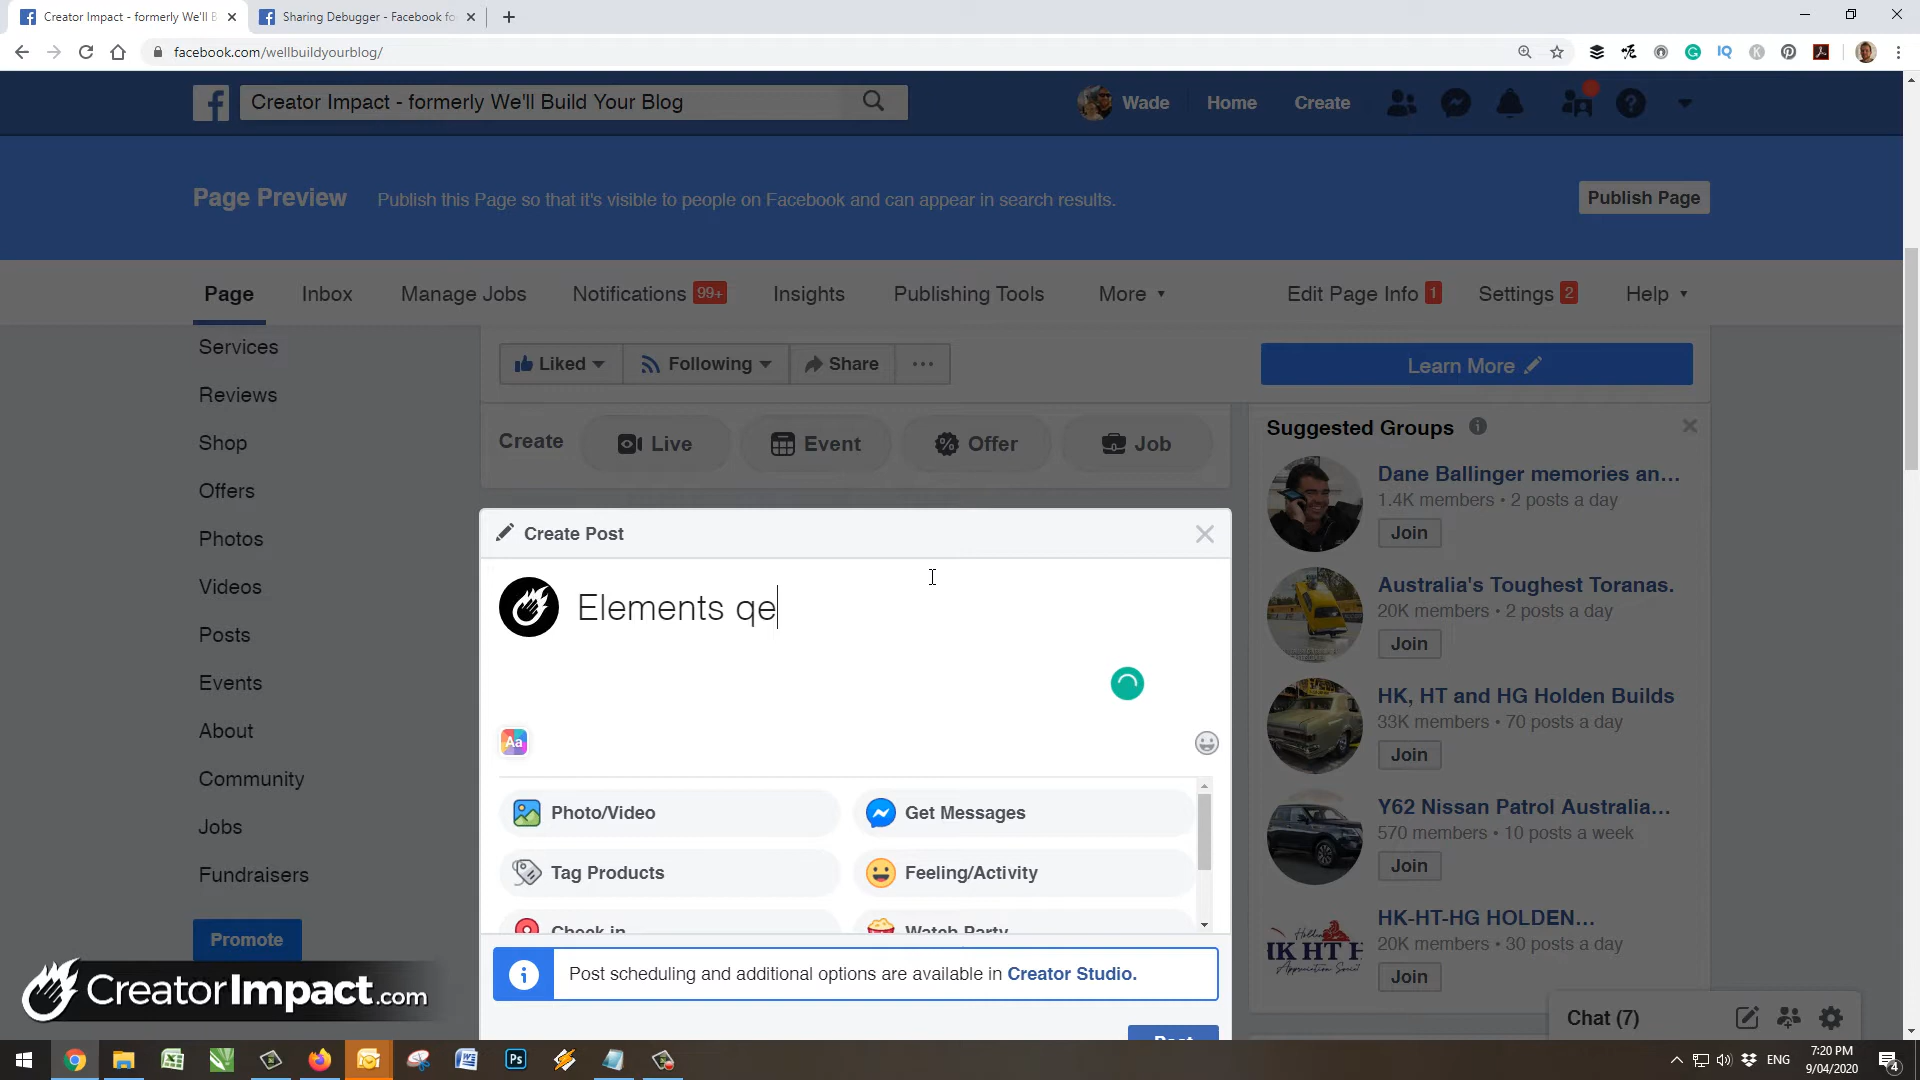 Creator Impact - formerly We'll B
Sharing Debugger - Facebook fo
facebook.com/wellbuildyourblog/
Creator Impact - formerly We'll Build Your Blog
Wade
Home
Create
Page Preview
Publish this Page so that it's visible to people on Facebook and can appear in search results.
Publish Page
Page
Inbox
Manage Jobs
Notifications 99+
Insights
Publishing Tools
More
Edit Page Info 1
Settings 2
Help
Services
Reviews
Shop
Offers
Photos
Videos
Posts
Events
About
Community
Jobs
Fundraisers
Promote
Liked
Following
Share
Learn More
Create
Live
Event
Offer
Job
Create Post
Elements qe
Aa
Photo/Video
Get Messages
Tag Products
Feeling/Activity
Check in
Watch Party
Post scheduling and additional options are available in Creator Studio.
Post
Suggested Groups
Dane Ballinger memories an...
1.4K members • 2 posts a day
Join
Australia's Toughest Toranas.
20K members • 2 posts a day
Join
HK, HT and HG Holden Builds
33K members • 70 posts a day
Join
Y62 Nissan Patrol Australia...
570 members • 10 posts a week
Join
HK-HT-HG HOLDEN...
20K members • 30 posts a day
Join
Chat (7)
CreatorImpact.com
ENG
7:20 PM
9/04/2020
4